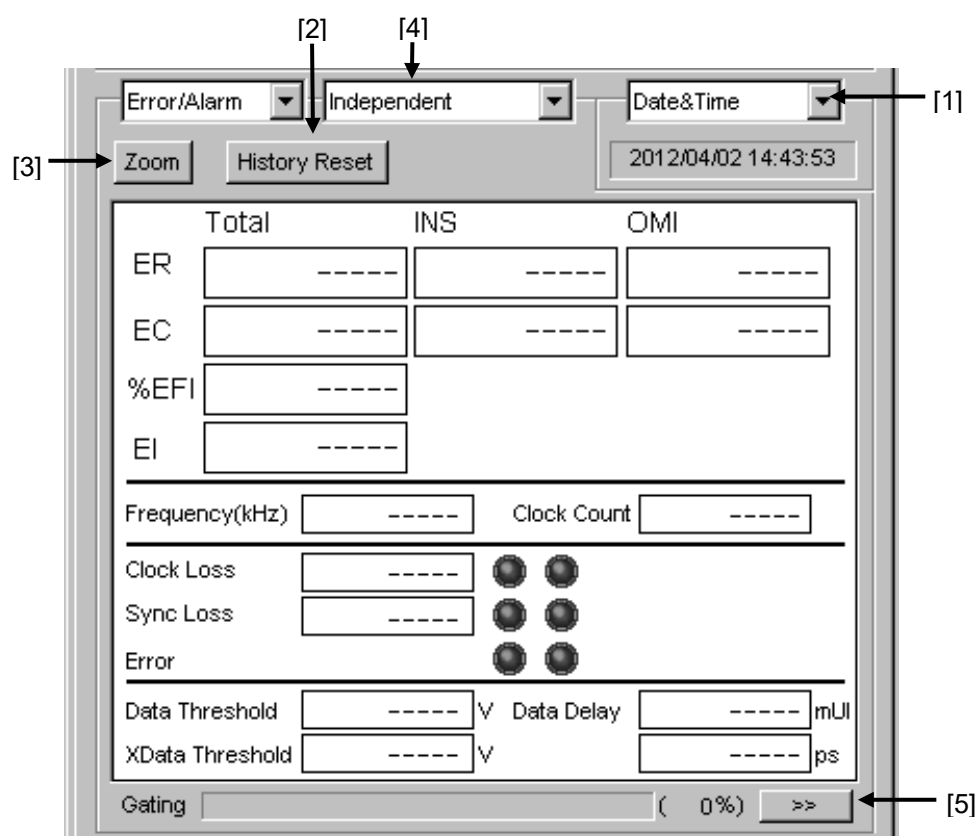 [2] [4]
Error/Alarm Independent Date&Time [1]
[3] Zoom History Reset 2012/04/02 14:43:53
Total INS OMI
ER ----- ----- -----
EC ----- ----- -----
%EFI -----
EI -----
Frequency(kHz) ----- Clock Count -----
Clock Loss -----
Sync Loss -----
Error
Data Threshold ----- V Data Delay ----- mUI
XData Threshold ----- V ----- ps
Gating ( 0%) >> [5]